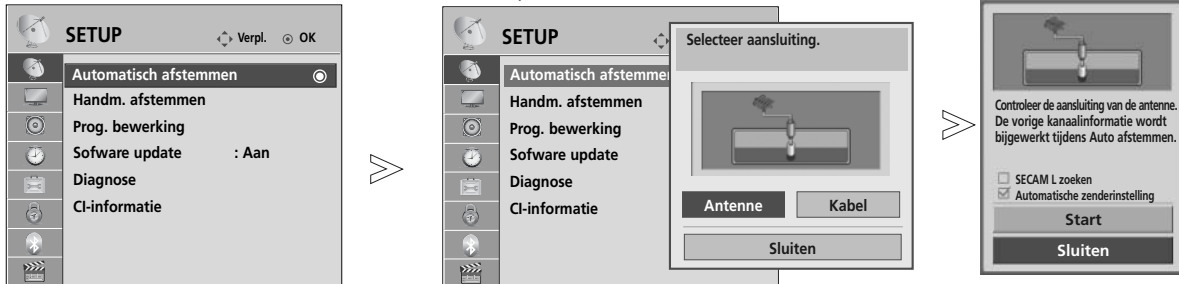 SETUP
Verpl. OK
Automatisch afstemmen
Handm. afstemmen
Prog. bewerking
Sofware update : Aan
Diagnose
CI-informatie
SETUP
Automatisch afstemmen
Handm. afstemmen
Prog. bewerking
Sofware update
Diagnose
CI-informatie
Selecteer aansluiting.
Antenne Kabel
Sluiten
Controleer de aansluiting van de antenne.
De vorige kanaalinformatie wordt
bijgewerkt tijdens Auto afstemmen.
SECAM L zoeken
Automatische zenderinstelling
Start
Sluiten